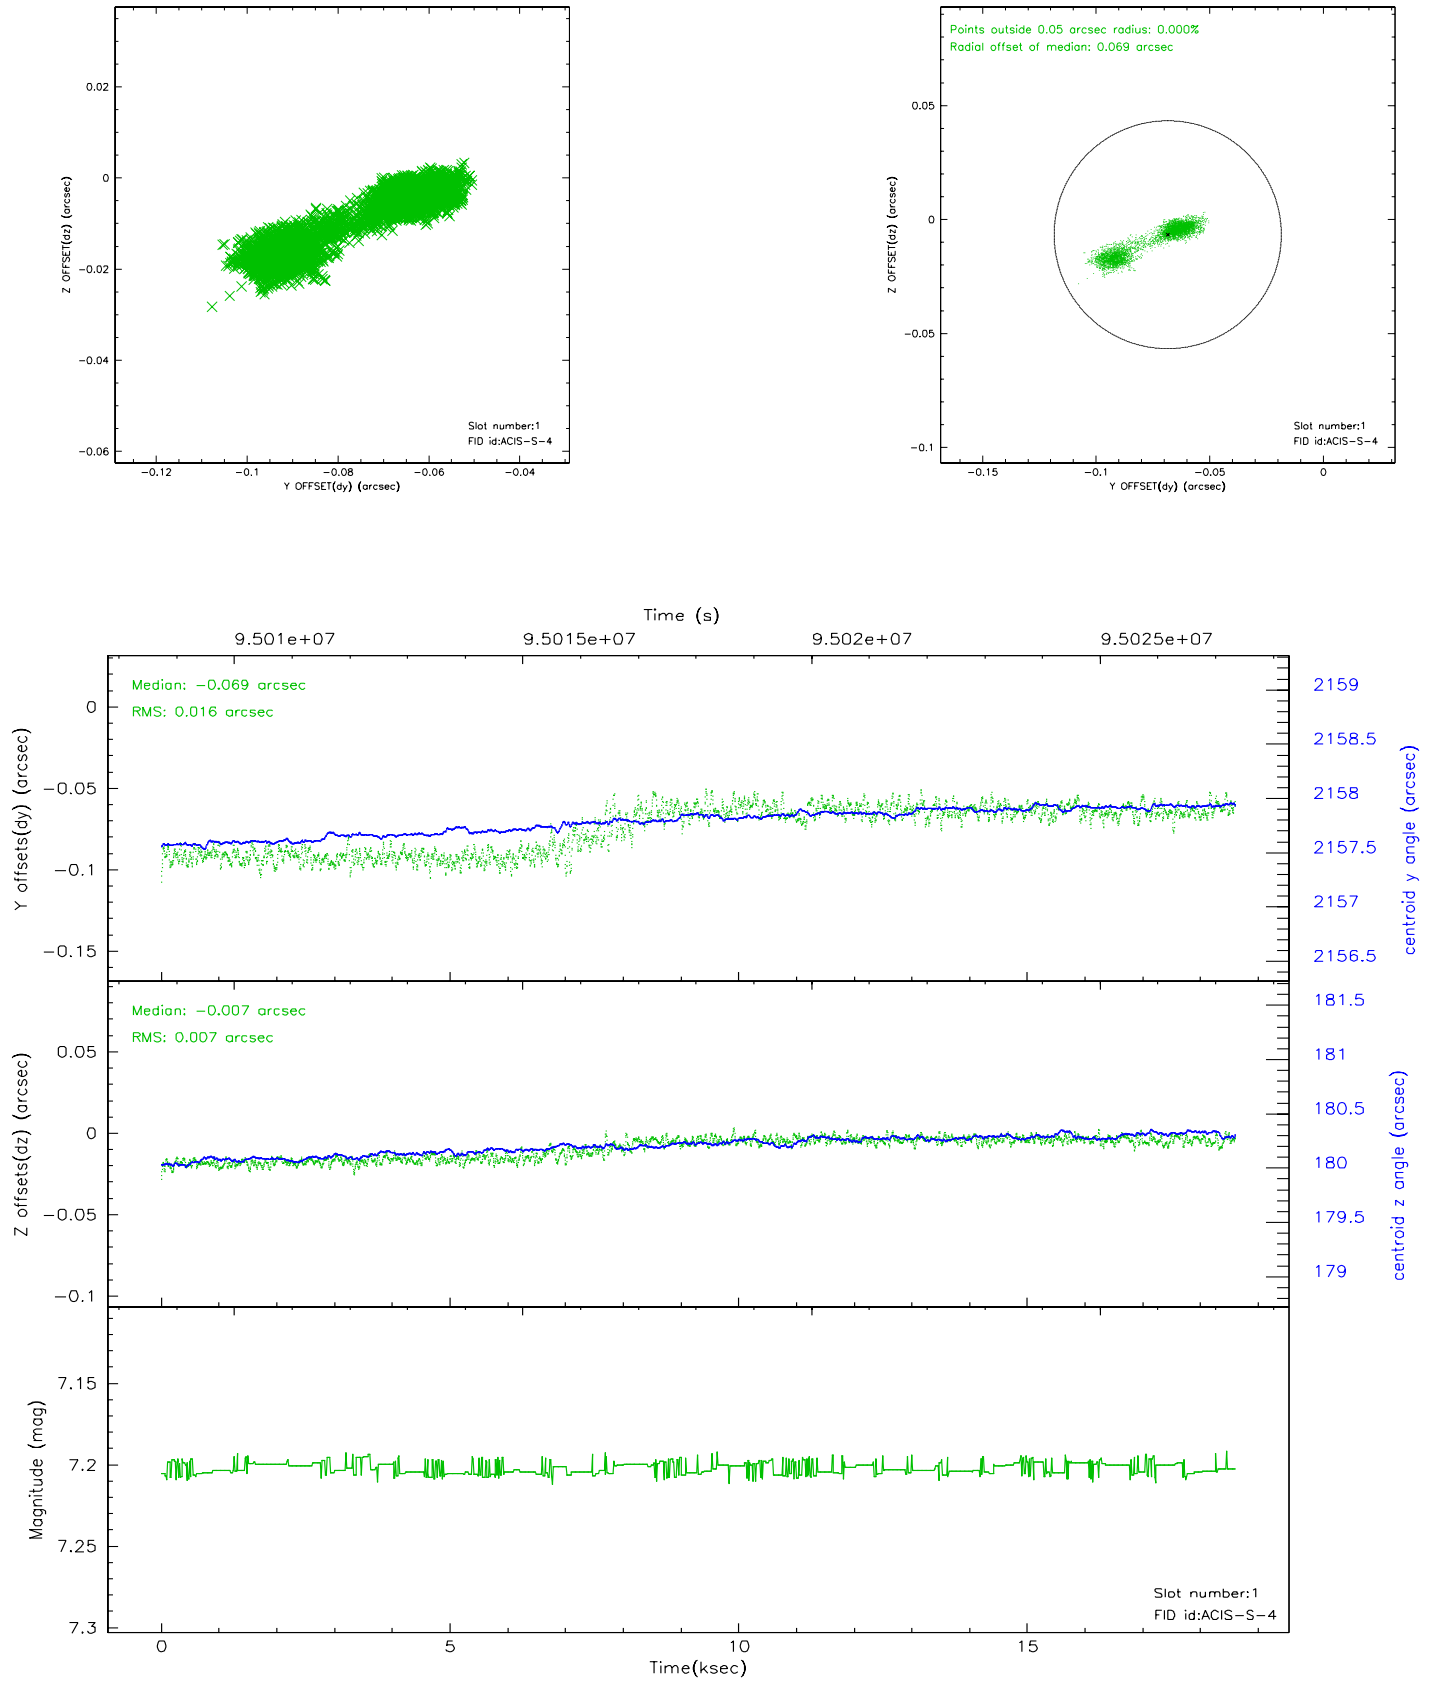 0.02
0
-0.02
-0.04
-0.06
Z OFFSET(dz) (arcsec)
Slot number:1
FID id:ACIS-S-4
-0.12 -0.1 -0.08 -0.06 -0.04
Y OFFSET(dy) (arcsec)
Points outside 0.05 arcsec radius: 0.000%
Radial offset of median: 0.069 arcsec
0.05
0
-0.05
-0.1
Z OFFSET(dz) (arcsec)
Slot number:1
FID id:ACIS-S-4
-0.15 -0.1 -0.05 0
Y OFFSET(dy) (arcsec)
Time (s)
9.501e+07 9.5015e+07 9.502e+07 9.5025e+07
Median: -0.069 arcsec
RMS: 0.016 arcsec
0
-0.05
-0.1
-0.15
Y offsets(dy) (arcsec)
2159
2158.5
2158
2157.5
2157
2156.5
centroid y angle (arcsec)
Median: -0.007 arcsec
RMS: 0.007 arcsec
0.05
0
-0.05
-0.1
Z offsets(dz) (arcsec)
181.5
181
180.5
180
179.5
179
centroid z angle (arcsec)
7.15
7.2
7.25
7.3
Magnitude (mag)
Slot number:1
FID id:ACIS-S-4
0 5 10 15
Time(ksec)